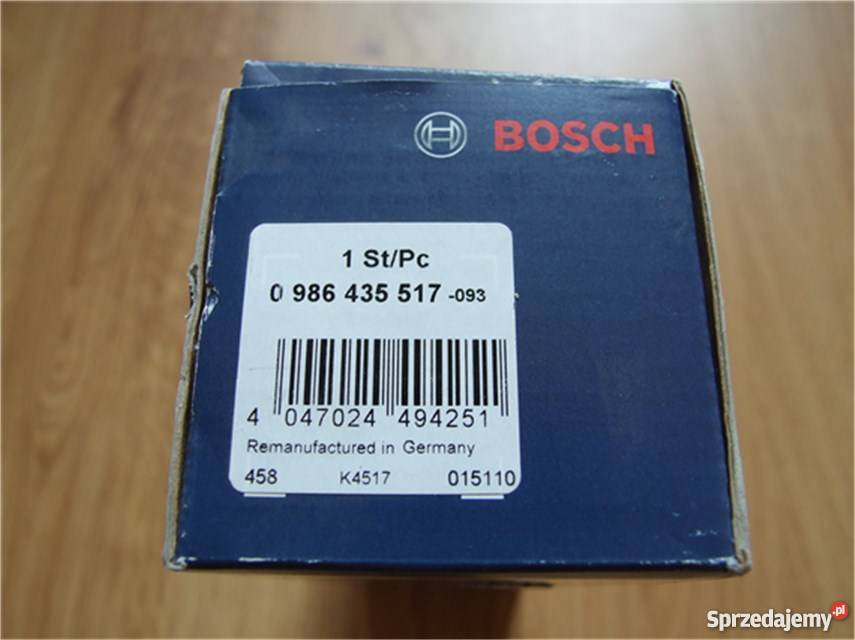 BOSCH
1 St/Pc
0 986 435 517 -093
4 047024 494251
Remanufactured in Germany
458 K4517 015110
Sprzedajemy.pl